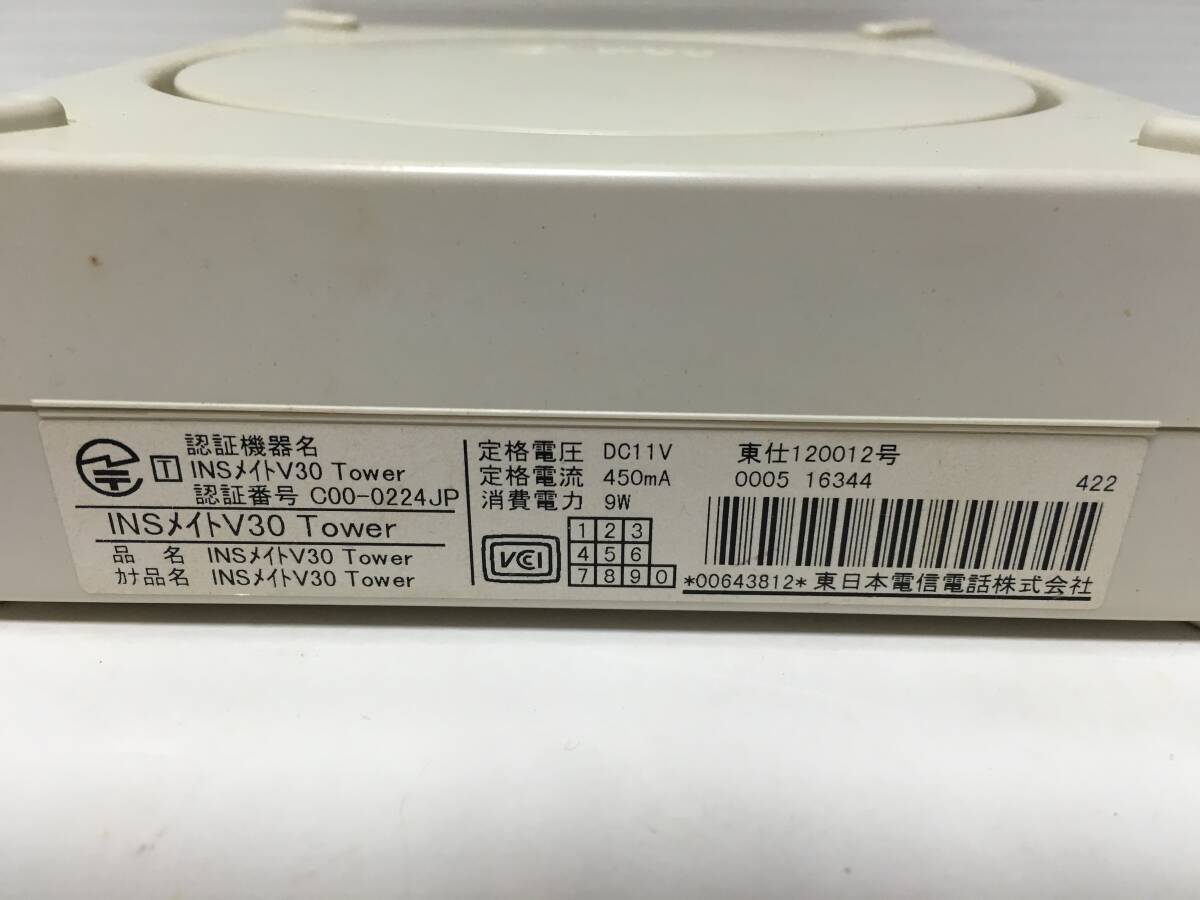 認証機器名
T INSメイトV30 Tower
認証番号 C00-0224JP
INSメイトV30 Tower
品 名 INSメイトV30 Tower
カナ品名 INSメイトV30 Tower
定格電圧 DC11V
定格電流 450mA
消費電力 9W
VCCI
1 2 3
4 5 6
7 8 9 0
東仕120012号
0005 16344 422
*00643812* 東日本電信電話株式会社